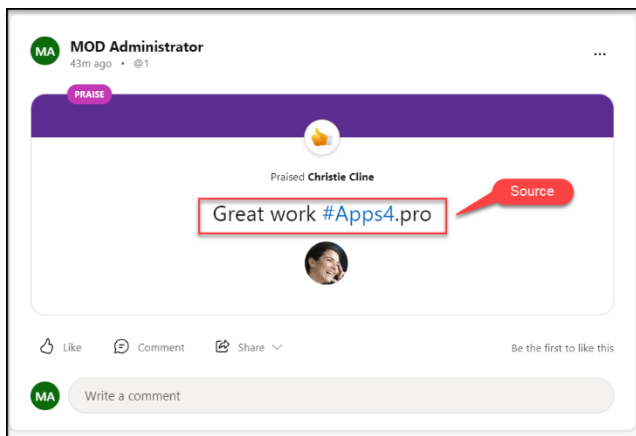 MA
MOD Administrator
43m ago • @1
...
PRAISE
Praised Christie Cline
Great work #Apps4.pro
Source
Like Comment Share Be the first to like this
MA
Write a comment